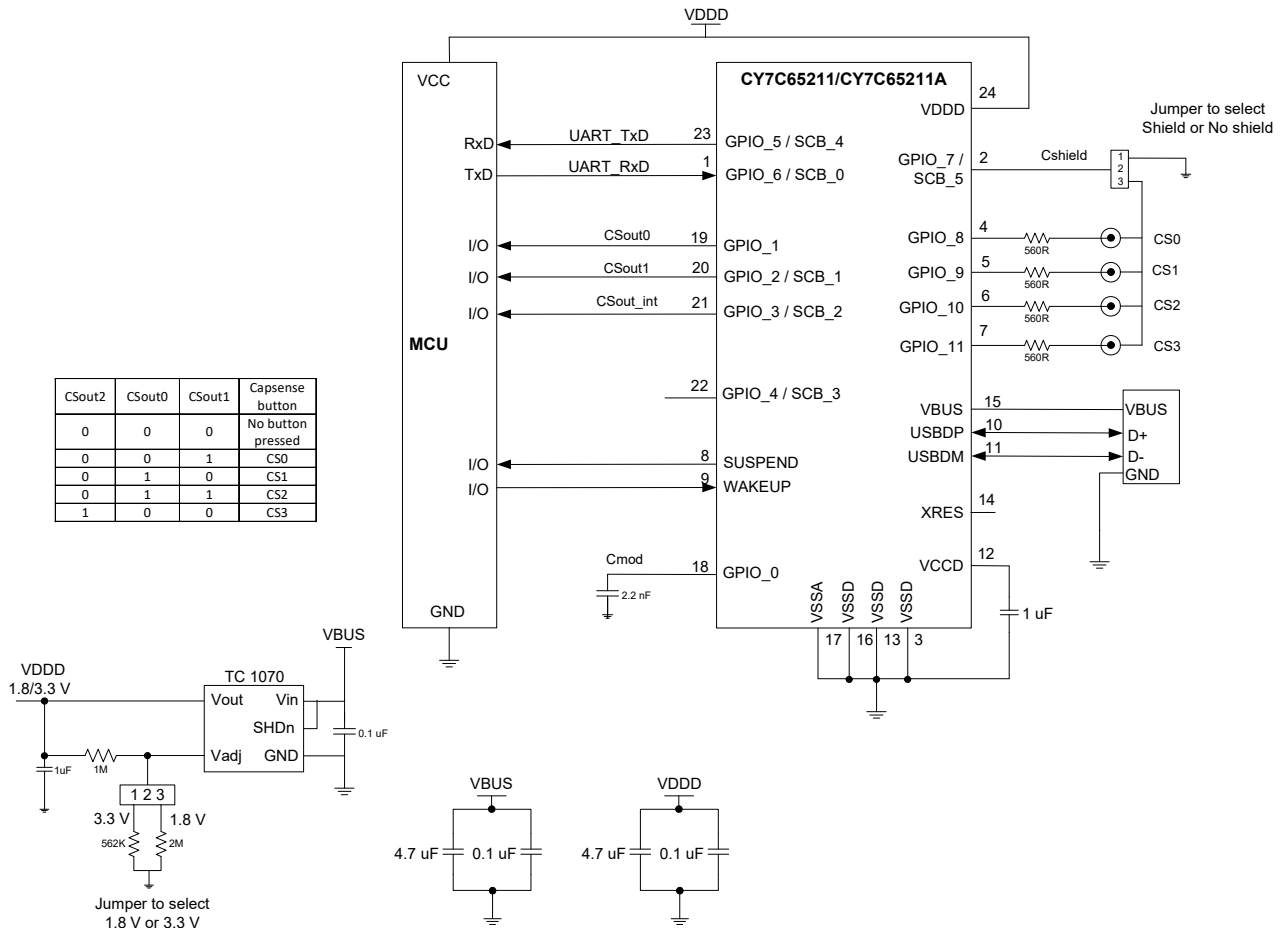 VDDD
VCC
CY7C65211/CY7C65211A
24
VDDD
Jumper to select
Shield or No shield
RxD
UART_TxD
23
GPIO_5 / SCB_4
TxD
UART_RxD
1
GPIO_6 / SCB_0
GPIO_7 /
SCB_5
2
Cshield
1
2
3
I/O
CSout0
19
GPIO_1
GPIO_8
4
560R
CS0
I/O
CSout1
20
GPIO_2 / SCB_1
GPIO_9
5
560R
CS1
I/O
CSout_int
21
GPIO_3 / SCB_2
GPIO_10
6
560R
CS2
MCU
GPIO_11
7
560R
CS3
22
GPIO_4 / SCB_3
VBUS
15
VBUS
USBDP
10
D+
USBDM
11
D-
GND
I/O
8
SUSPEND
I/O
9
WAKEUP
XRES
14
Cmod
18
GPIO_0
2.2 nF
VCCD
12
1 uF
VSSA
VSSD
VSSD
VSSD
17
16
13
3
GND
CSout2 CSout0 CSout1 Capsense
button
0 0 0 No button
pressed
0 0 1 CS0
0 1 0 CS1
0 1 1 CS2
1 0 0 CS3
VBUS
VDDD
1.8/3.3 V
TC 1070
Vout
Vin
SHDn
Vadj
GND
0.1 uF
1uF
1M
1 2 3
3.3 V
1.8 V
562K
2M
Jumper to select
1.8 V or 3.3 V
VBUS
4.7 uF
0.1 uF
VDDD
4.7 uF
0.1 uF